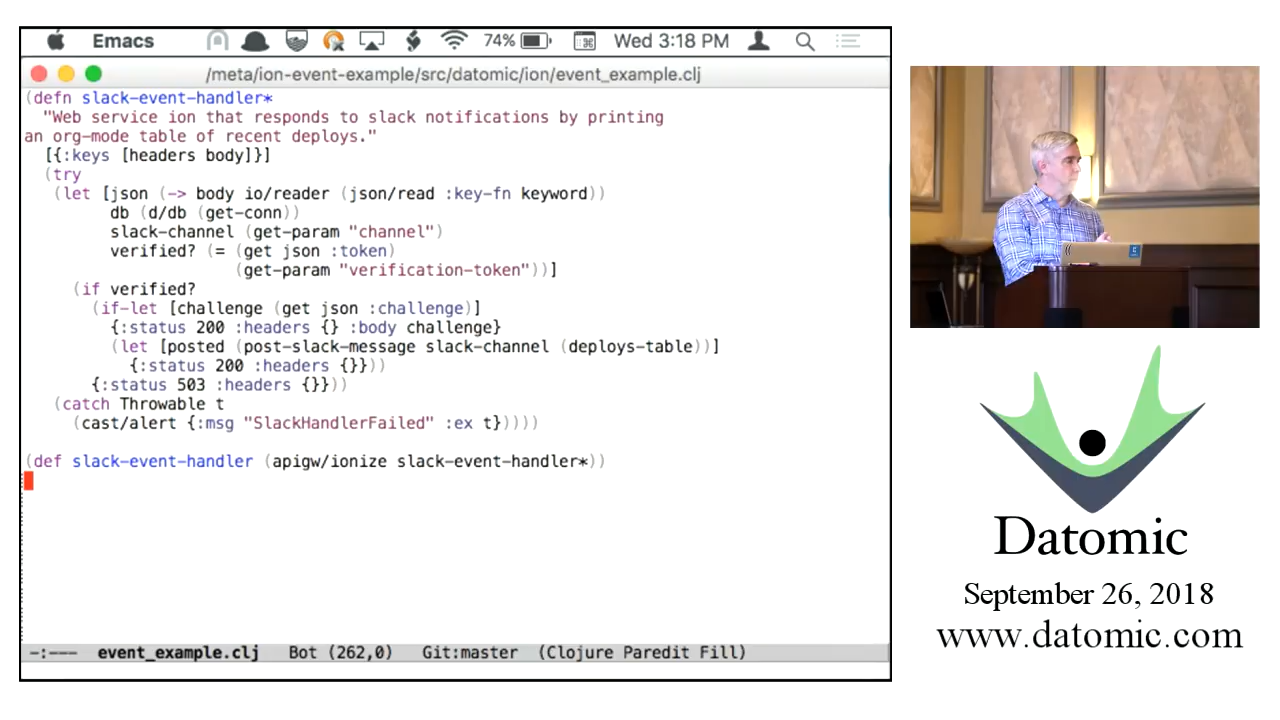 Emacs 74% Wed 3:18 PM
/meta/ion-event-example/src/datomic/ion/event_example.clj
(defn slack-event-handler*
  "Web service ion that responds to slack notifications by printing
an org-mode table of recent deploys."
  [{:keys [headers body]}]
  (try
   (let [json (-> body io/reader (json/read :key-fn keyword))
         db (d/db (get-conn))
         slack-channel (get-param "channel")
         verified? (= (get json :token)
                      (get-param "verification-token"))]
     (if verified?
       (if-let [challenge (get json :challenge)]
         {:status 200 :headers {} :body challenge}
         (let [posted (post-slack-message slack-channel (deploys-table))]
           {:status 200 :headers {}}))
       {:status 503 :headers {}}))
   (catch Throwable t
     (cast/alert {:msg "SlackHandlerFailed" :ex t}))))
(def slack-event-handler (apigw/ionize slack-event-handler*))
-:--- event_example.clj Bot (262,0) Git:master (Clojure Paredit Fill)
Datomic
September 26, 2018
www.datomic.com